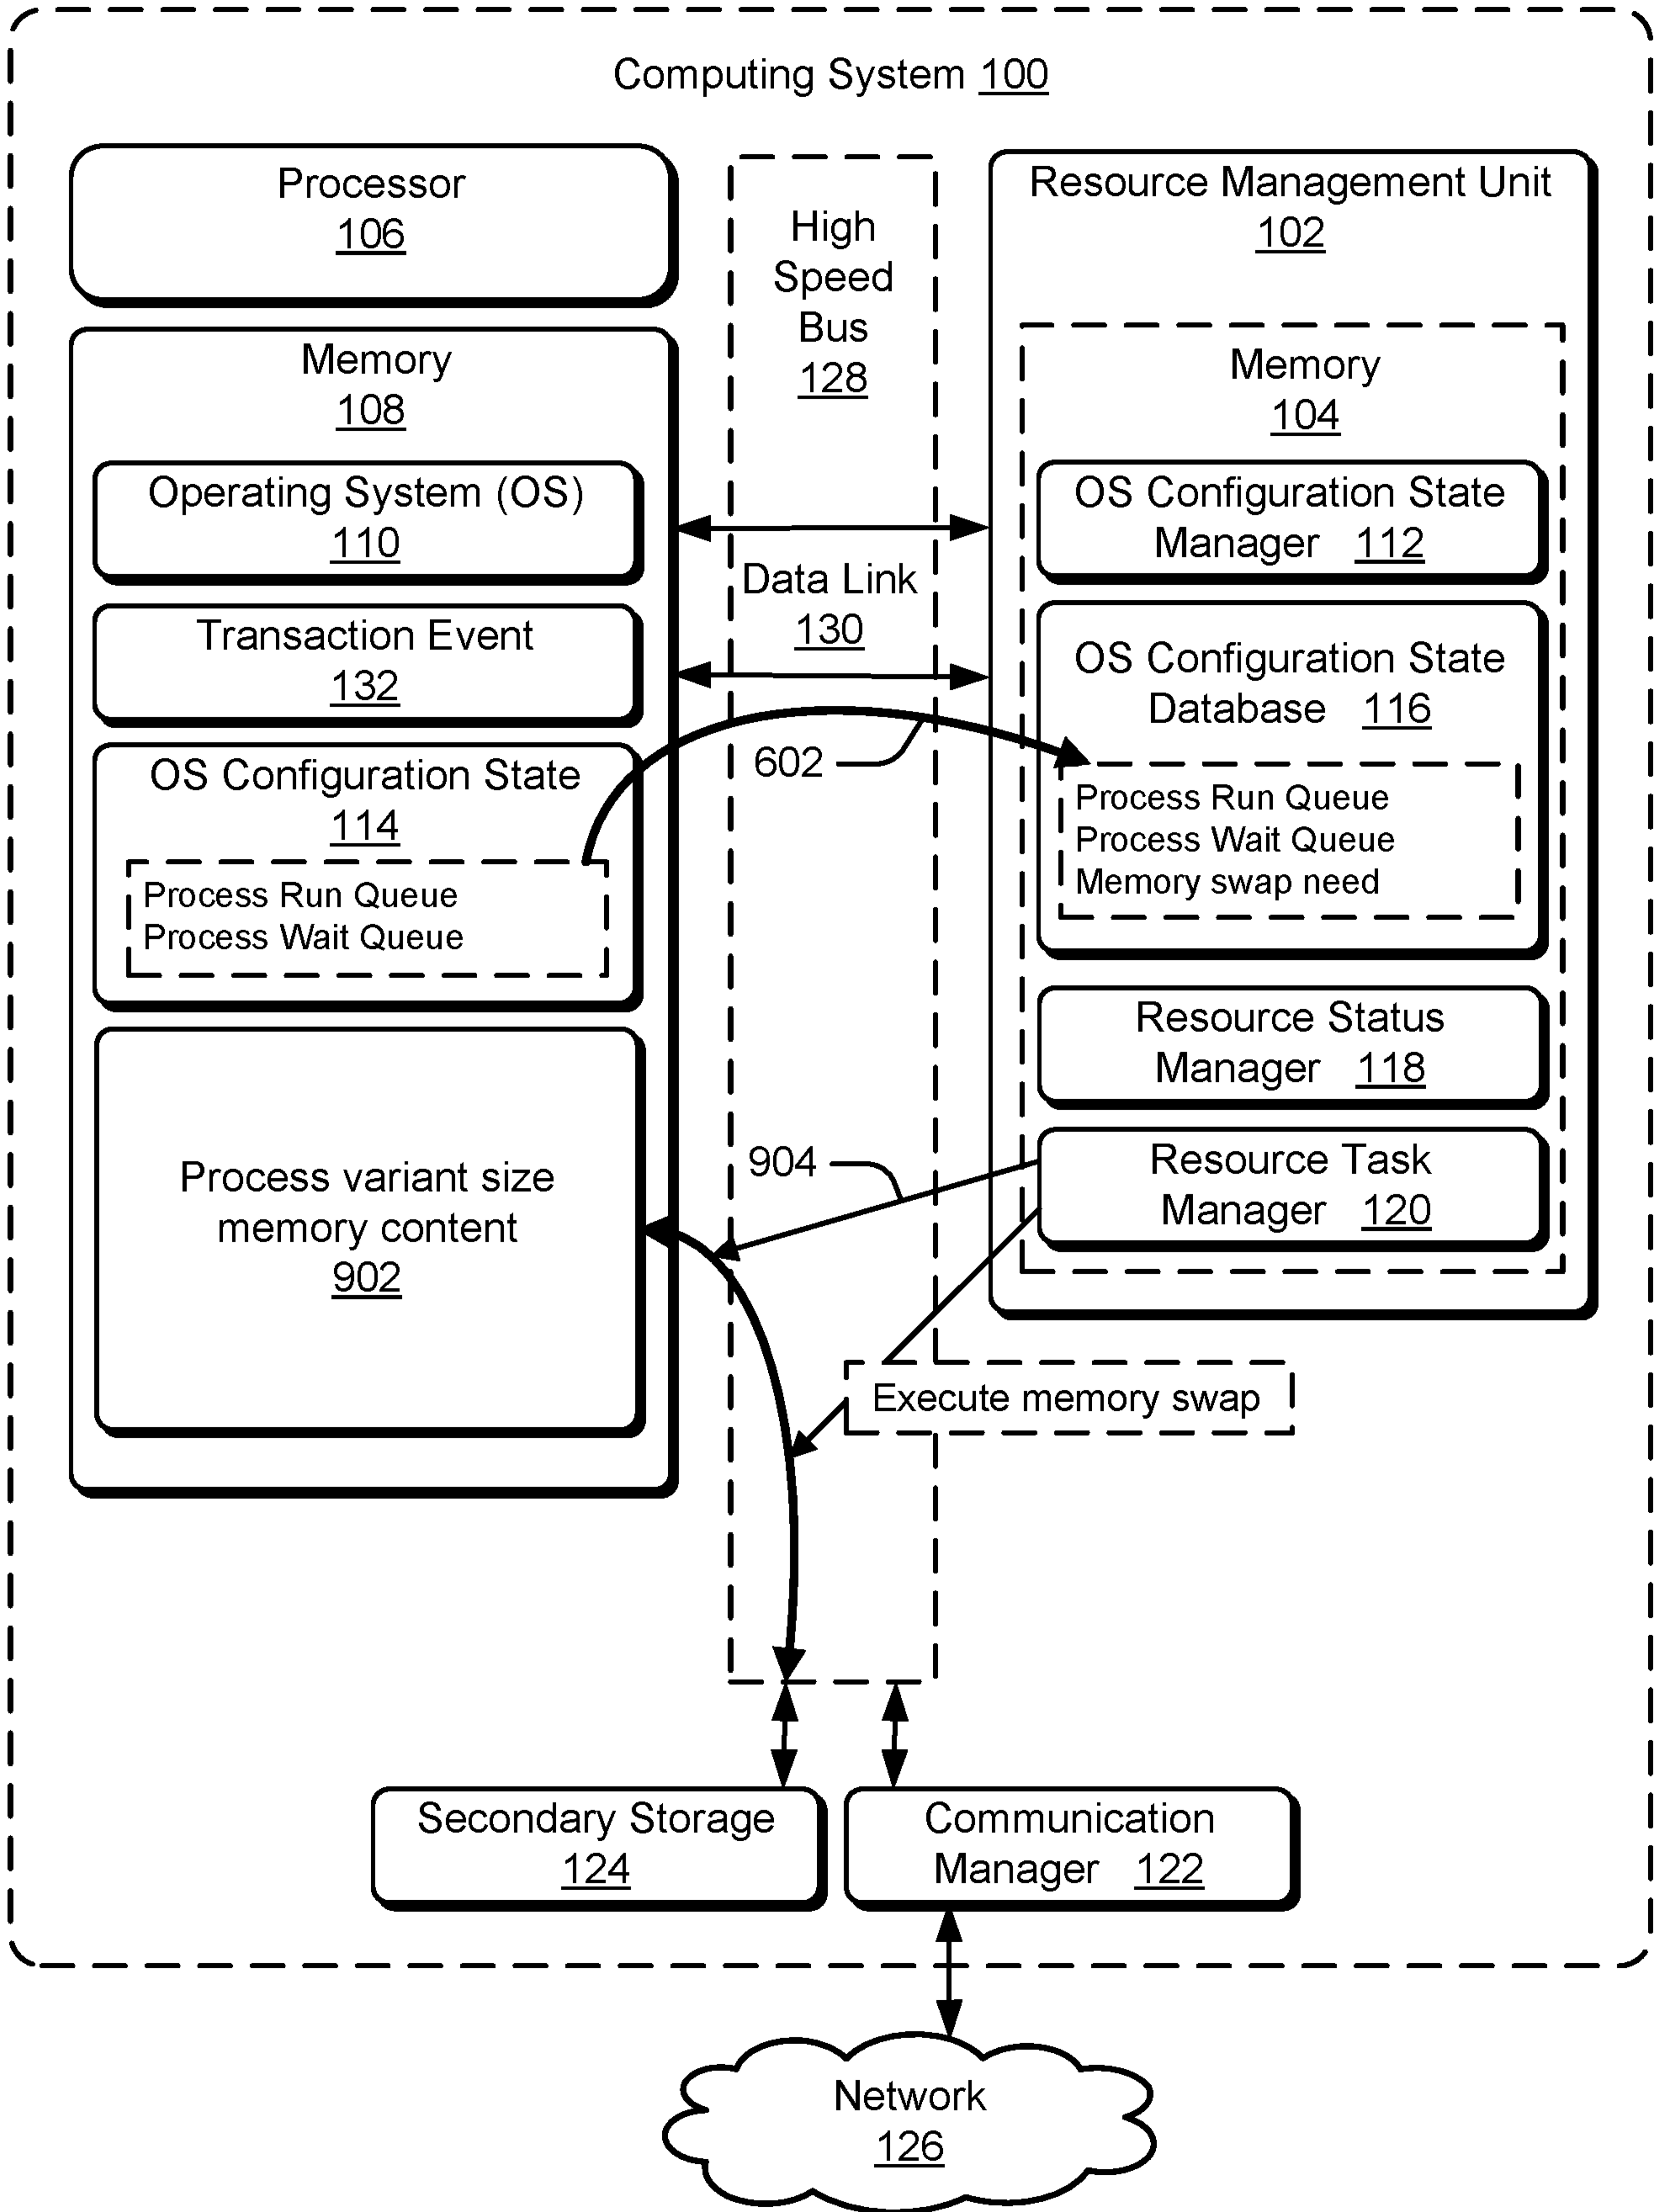 Computing System 100
Processor
106
Memory
108
Operating System (OS)
110
Transaction Event
132
OS Configuration State
114
Process Run Queue
Process Wait Queue
Process variant size
memory content
902
High
Speed
Bus
128
Data Link
130
602
904
Execute memory swap
Resource Management Unit
102
Memory
104
OS Configuration State
Manager 112
OS Configuration State
Database 116
Process Run Queue
Process Wait Queue
Memory swap need
Resource Status
Manager 118
Resource Task
Manager 120
Secondary Storage
124
Communication
Manager 122
Network
126